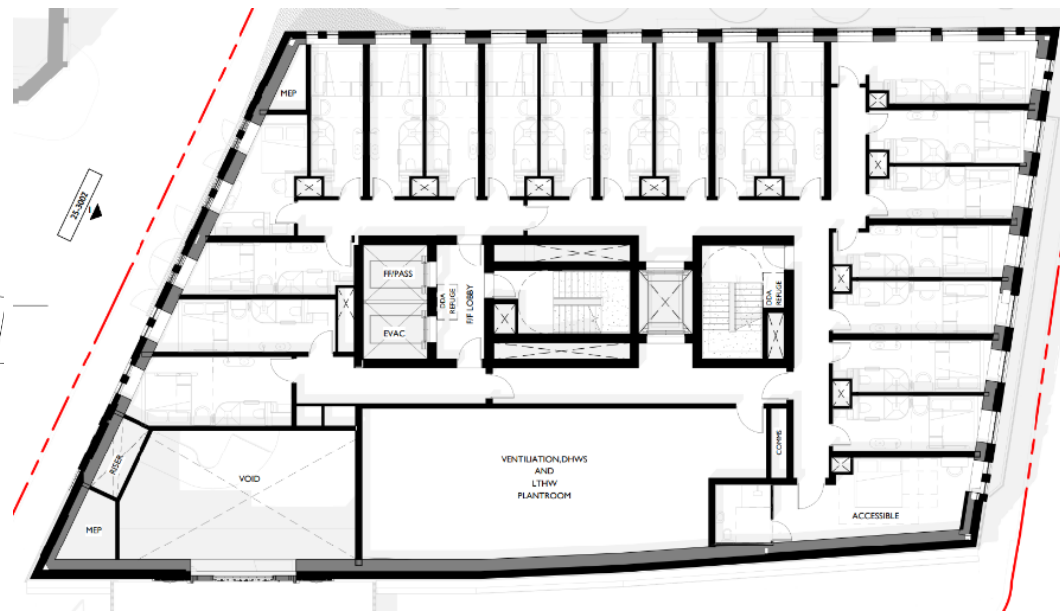 MEP
25-3002
FF/PASS
EVAC
DDA
REFUGE
F/F LOBBY
DDA
REFUGE
RISER
VOID
MEP
VENTILIATION,DHWS
AND
LTHW
PLANTROOM
COMMS
ACCESSIBLE